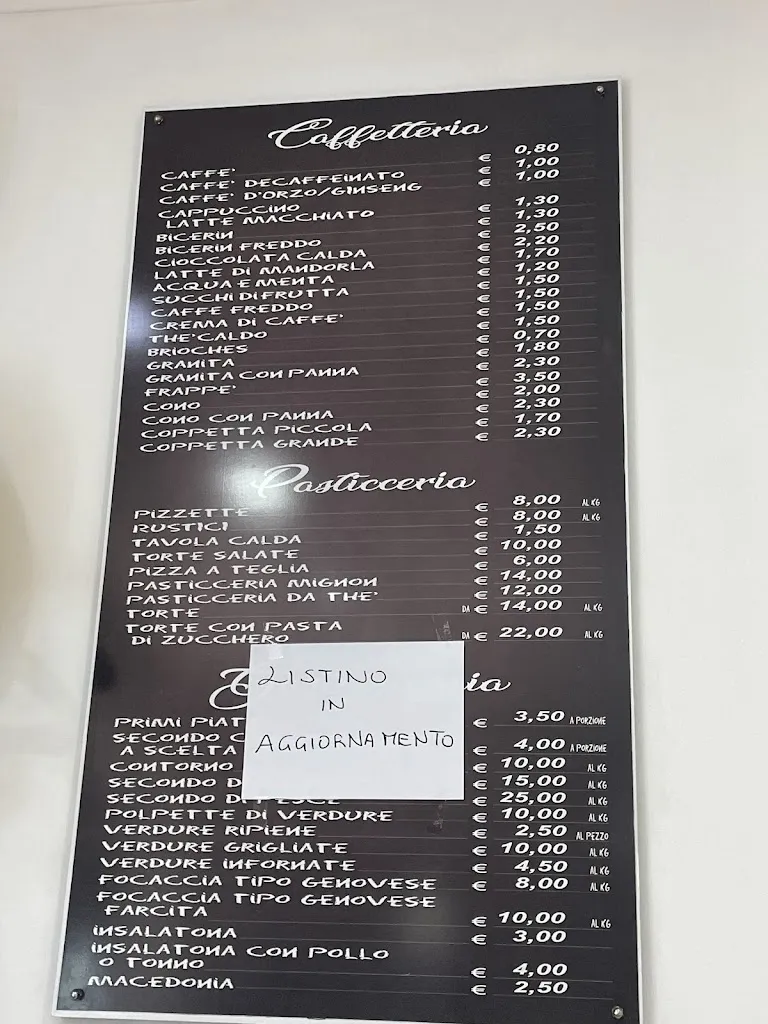 Caffetteria
CAFFE' € 0,80
CAFFE' DECAFFEINATO € 1,00
CAFFE' D'ORZO/GINSENG € 1,00
CAPPUCCINO
LATTE MACCHIATO € 1,30
BICERIN € 1,30
BICERIN FREDDO € 2,50
CIOCCOLATA CALDA € 2,20
LATTE DI MANDORLA € 1,70
ACQUA E MENTA € 1,20
SUCCHI DI FRUTTA € 1,50
CAFFE FREDDO € 1,50
CREMA DI CAFFE' € 1,50
THE' CALDO € 1,50
BRIOCHES € 0,70
GRANITA € 1,80
GRANITA CON PANNA € 2,30
FRAPPE' € 3,50
CONO € 2,00
CONO CON PANNA € 2,30
COPPETTA PICCOLA € 1,70
COPPETTA GRANDE € 2,30
Pasticceria
PIZZETTE € 8,00 AL KG
RUSTICI € 8,00 AL KG
TAVOLA CALDA € 1,50
TORTE SALATE € 10,00
PIZZA A TEGLIA € 6,00
PASTICCERIA MIGNON € 14,00
PASTICCERIA DA THE' € 12,00
TORTE DA € 14,00 AL KG
TORTE CON PASTA
DI ZUCCHERO DA € 22,00 AL KG
LISTINO
IN
AGGIORNAMENTO
PRIMI € 3,50 A PORZIONE
SECONDO
A SCELTA € 4,00 A PORZIONE
CONTORNO € 10,00 AL KG
SECONDO € 15,00 AL KG
SECONDO DI PESCE € 25,00 AL KG
POLPETTE DI VERDURE € 10,00 AL KG
VERDURE RIPIENE € 2,50 AL PEZZO
VERDURE GRIGLIATE € 10,00 AL KG
VERDURE INFORNATE € 4,50 AL KG
FOCACCIA TIPO GENOVESE € 8,00 AL KG
FOCACCIA TIPO GENOVESE
FARCITA € 10,00 AL KG
INSALATONA € 3,00
INSALATONA CON POLLO
O TONNO € 4,00
MACEDONIA € 2,50